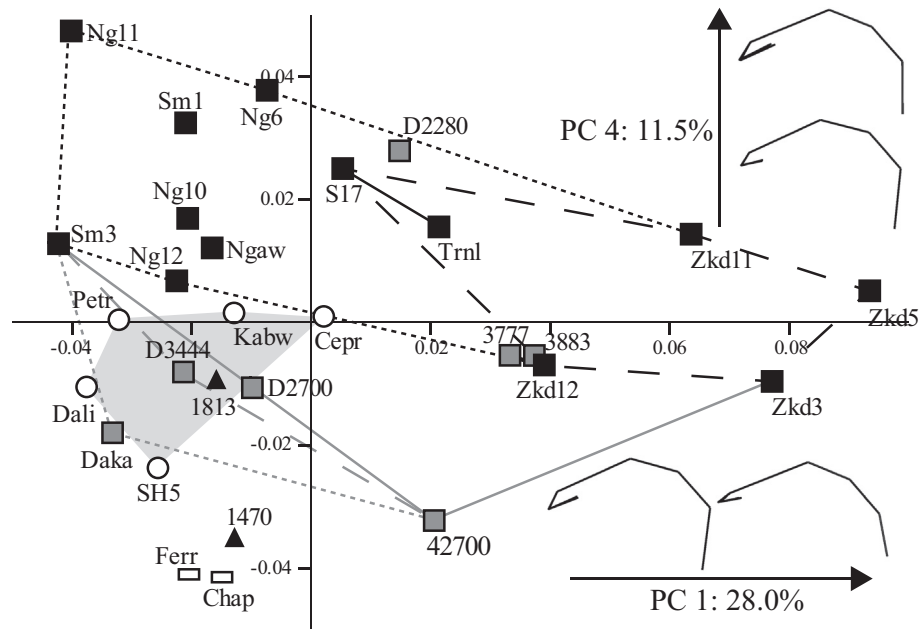 Ng11
0.04
Sm1
Ng6
PC 4: 11.5%
D2280
Ng10
0.02
S17
Sm3
Ngaw
Trnl
Ng12
Zkd11
Petr
Zkd5
Kabw
Cepr
-0.04
0.02
3777
3883
0.06
0.08
D3444
1813
D2700
Zkd12
Zkd3
Dali
-0.02
Daka
SH5
1470
42700
Ferr
-0.04
Chap
PC 1: 28.0%